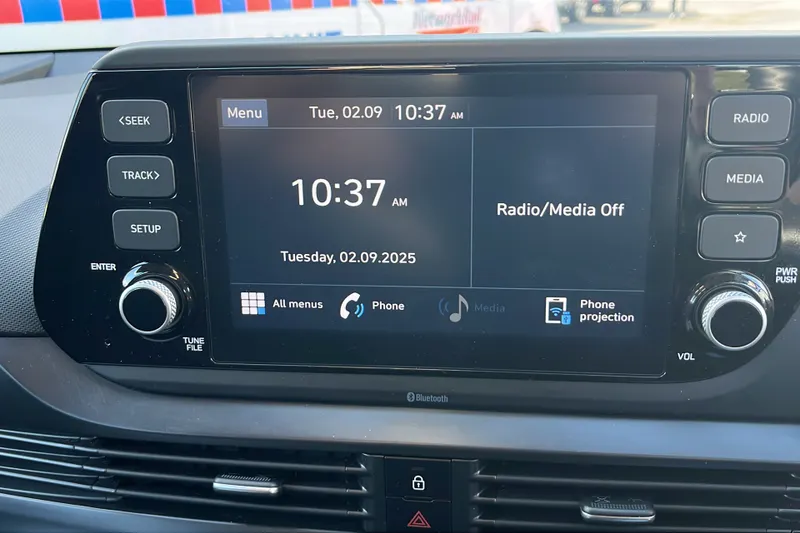 <SEEK
TRACK>
SETUP
ENTER
TUNE
FILE
Menu
Tue, 02.09
10:37 AM
10:37 AM
Tuesday, 02.09.2025
Radio/Media Off
All menus
Phone
Media
Phone
projection
RADIO
MEDIA
PWR
PUSH
VOL
Bluetooth